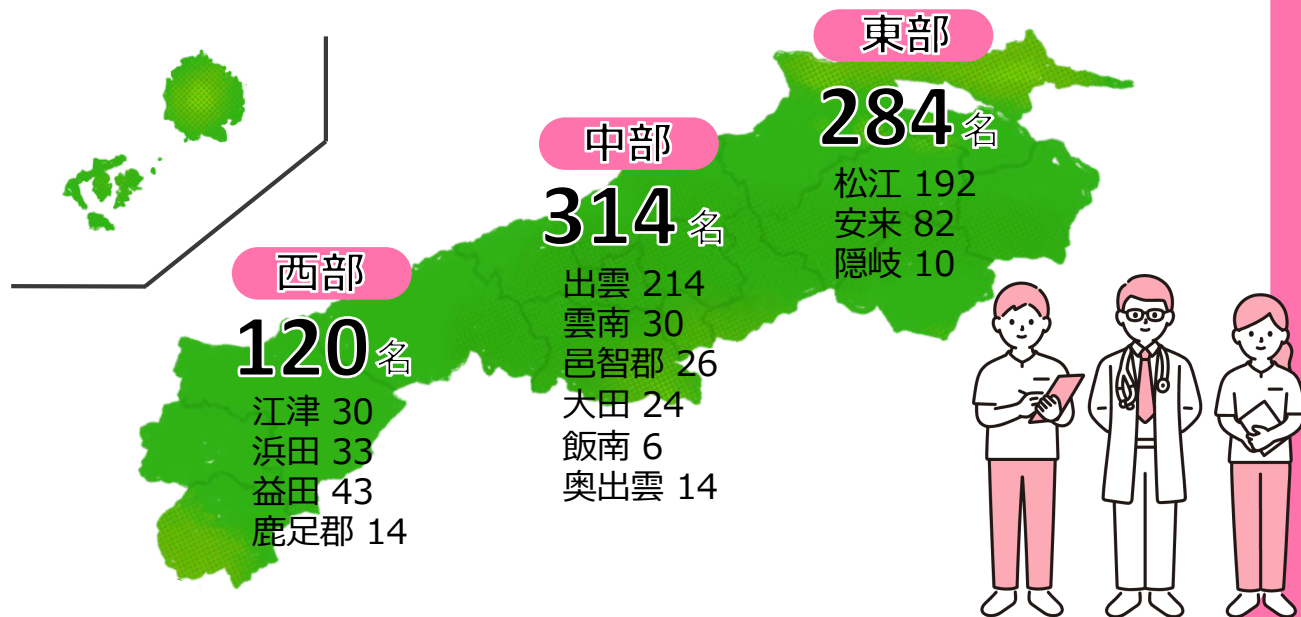 東部
284名
松江 192
安来 82
隠岐 10
中部
314名
出雲 214
雲南 30
邑智郡 26
大田 24
飯南 6
奥出雲 14
西部
120名
江津 30
浜田 33
益田 43
鹿足郡 14